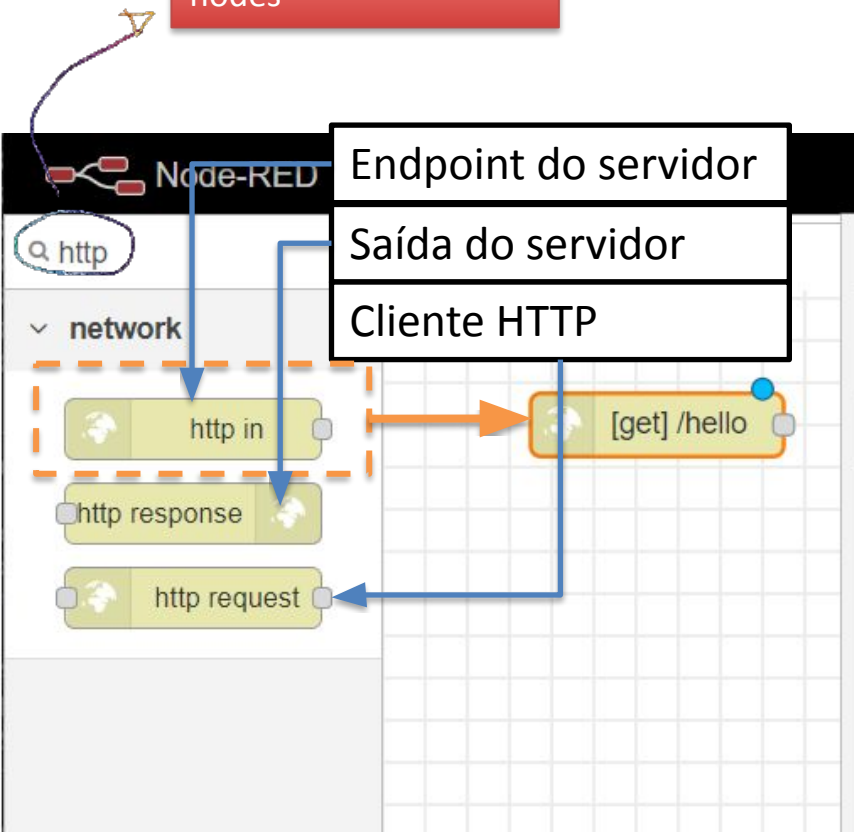 nodes
Node-RED
Endpoint do servidor
http
Saída do servidor
network
Cliente HTTP
http in
[get] /hello
http response
http request